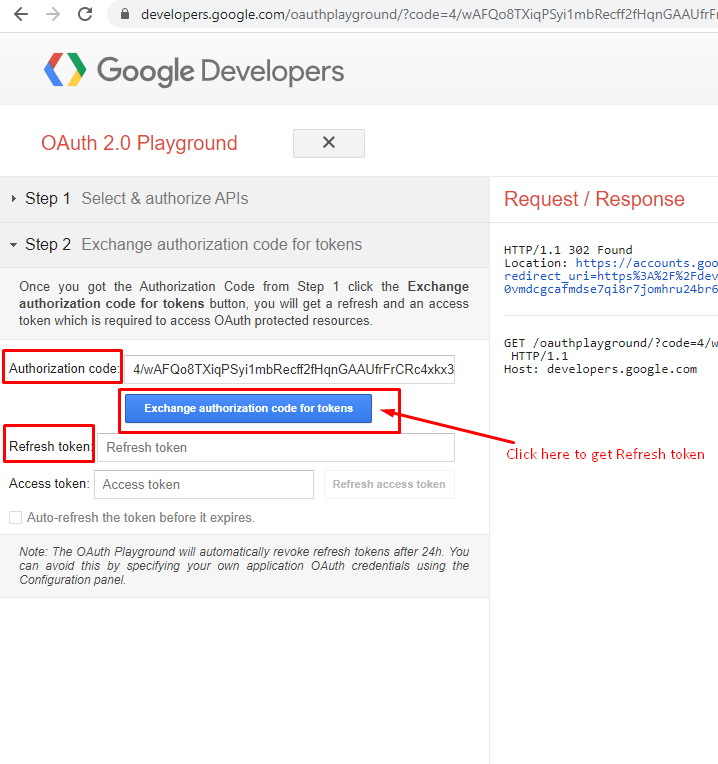 developers.google.com/oauthplayground/?code=4/wAFQo8TXiqPSyi1mbRecff2fHqnGAAUfrFr
Google Developers
OAuth 2.0 Playground
Step 1 Select & authorize APIs
Step 2 Exchange authorization code for tokens
Once you got the Authorization Code from Step 1 click the Exchange
authorization code for tokens button, you will get a refresh and an access
token which is required to access OAuth protected resources.
Authorization code: 4/wAFQo8TXiqPSyi1mbRecff2fHqnGAAUfrFrCRc4xkx3
Exchange authorization code for tokens
Refresh token: Refresh token
Access token: Access token Refresh access token
Auto-refresh the token before it expires.
Note: The OAuth Playground will automatically revoke refresh tokens after 24h. You
can avoid this by specifying your own application OAuth credentials using the
Configuration panel.
Request / Response
HTTP/1.1 302 Found
Location: https://accounts.goo
redirect_uri=https%3A%2F%2Fdev
0vmdcgcafmdse7qi8r7jomhru24br6
GET /oauthplayground/?code=4/w
HTTP/1.1
Host: developers.google.com
Click here to get Refresh token